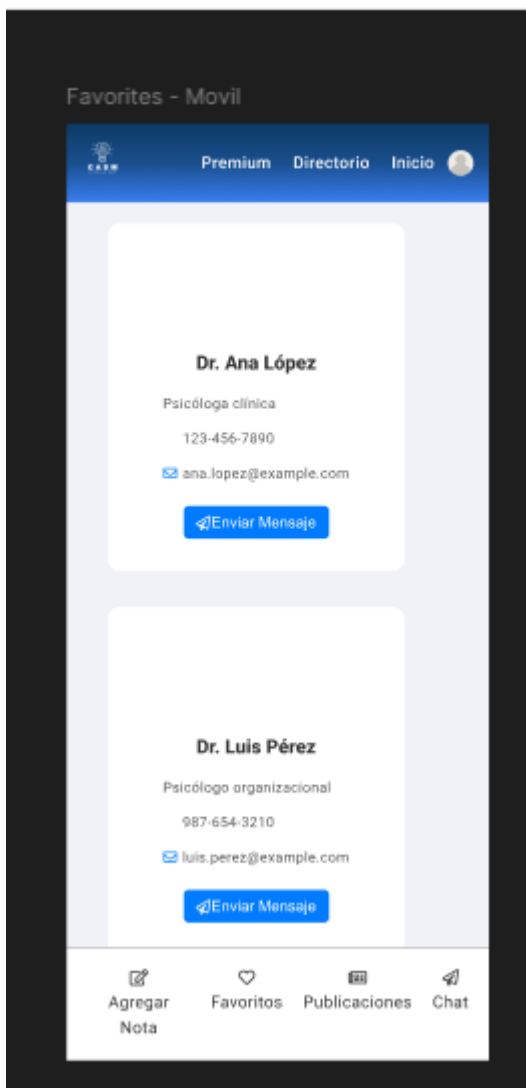 Favorites - Movil
Premium Directorio Inicio
Dr. Ana López
Psicóloga clínica
123-456-7890
ana.lopez@example.com
Enviar Mensaje
Dr. Luis Pérez
Psicólogo organizacional
987-654-3210
luis.perez@example.com
Enviar Mensaje
Agregar Nota
Favoritos
Publicaciones
Chat